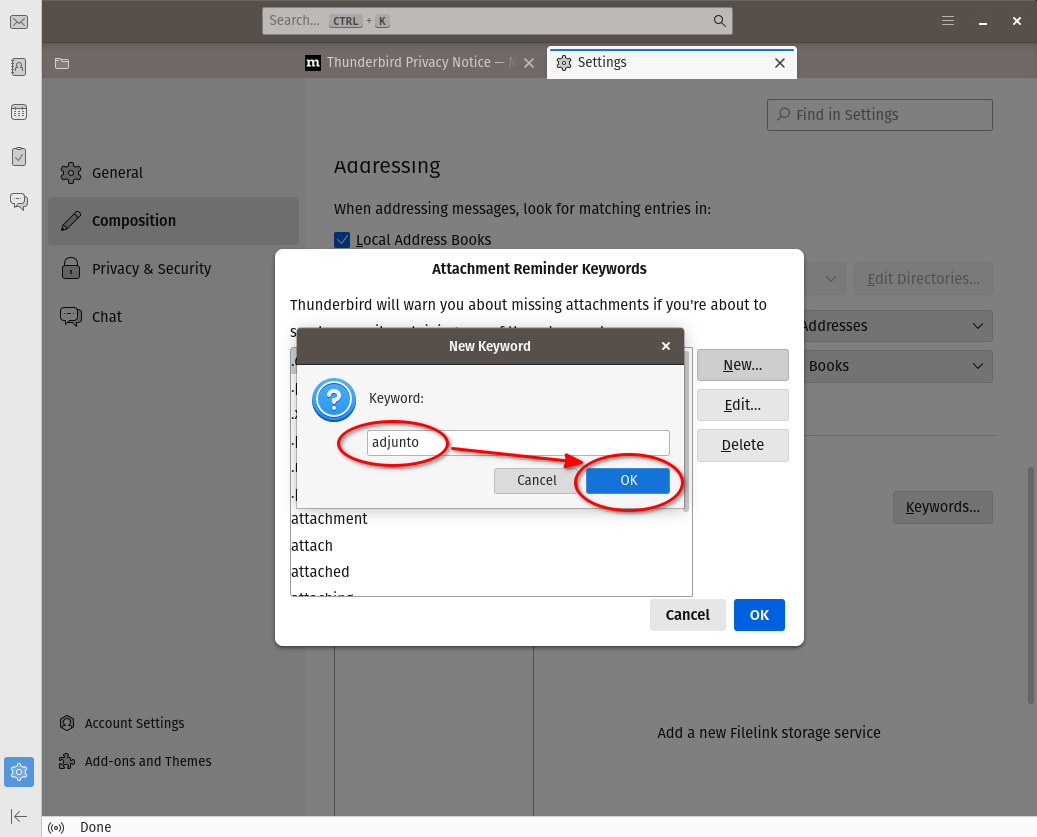 Search... CTRL + K
Thunderbird Privacy Notice — M
Settings
Find in Settings
General
Composition
Privacy & Security
Chat
Account Settings
Add-ons and Themes
Addressing
When addressing messages, look for matching entries in:
Local Address Books
Edit Directories...
Addresses
Books
Keywords...
Add a new Filelink storage service
Attachment Reminder Keywords
Thunderbird will warn you about missing attachments if you're about to
New...
Edit...
Delete
New Keyword
Keyword:
adjunto
Cancel
OK
attachment
attach
attached
attaching
Cancel
OK
Done